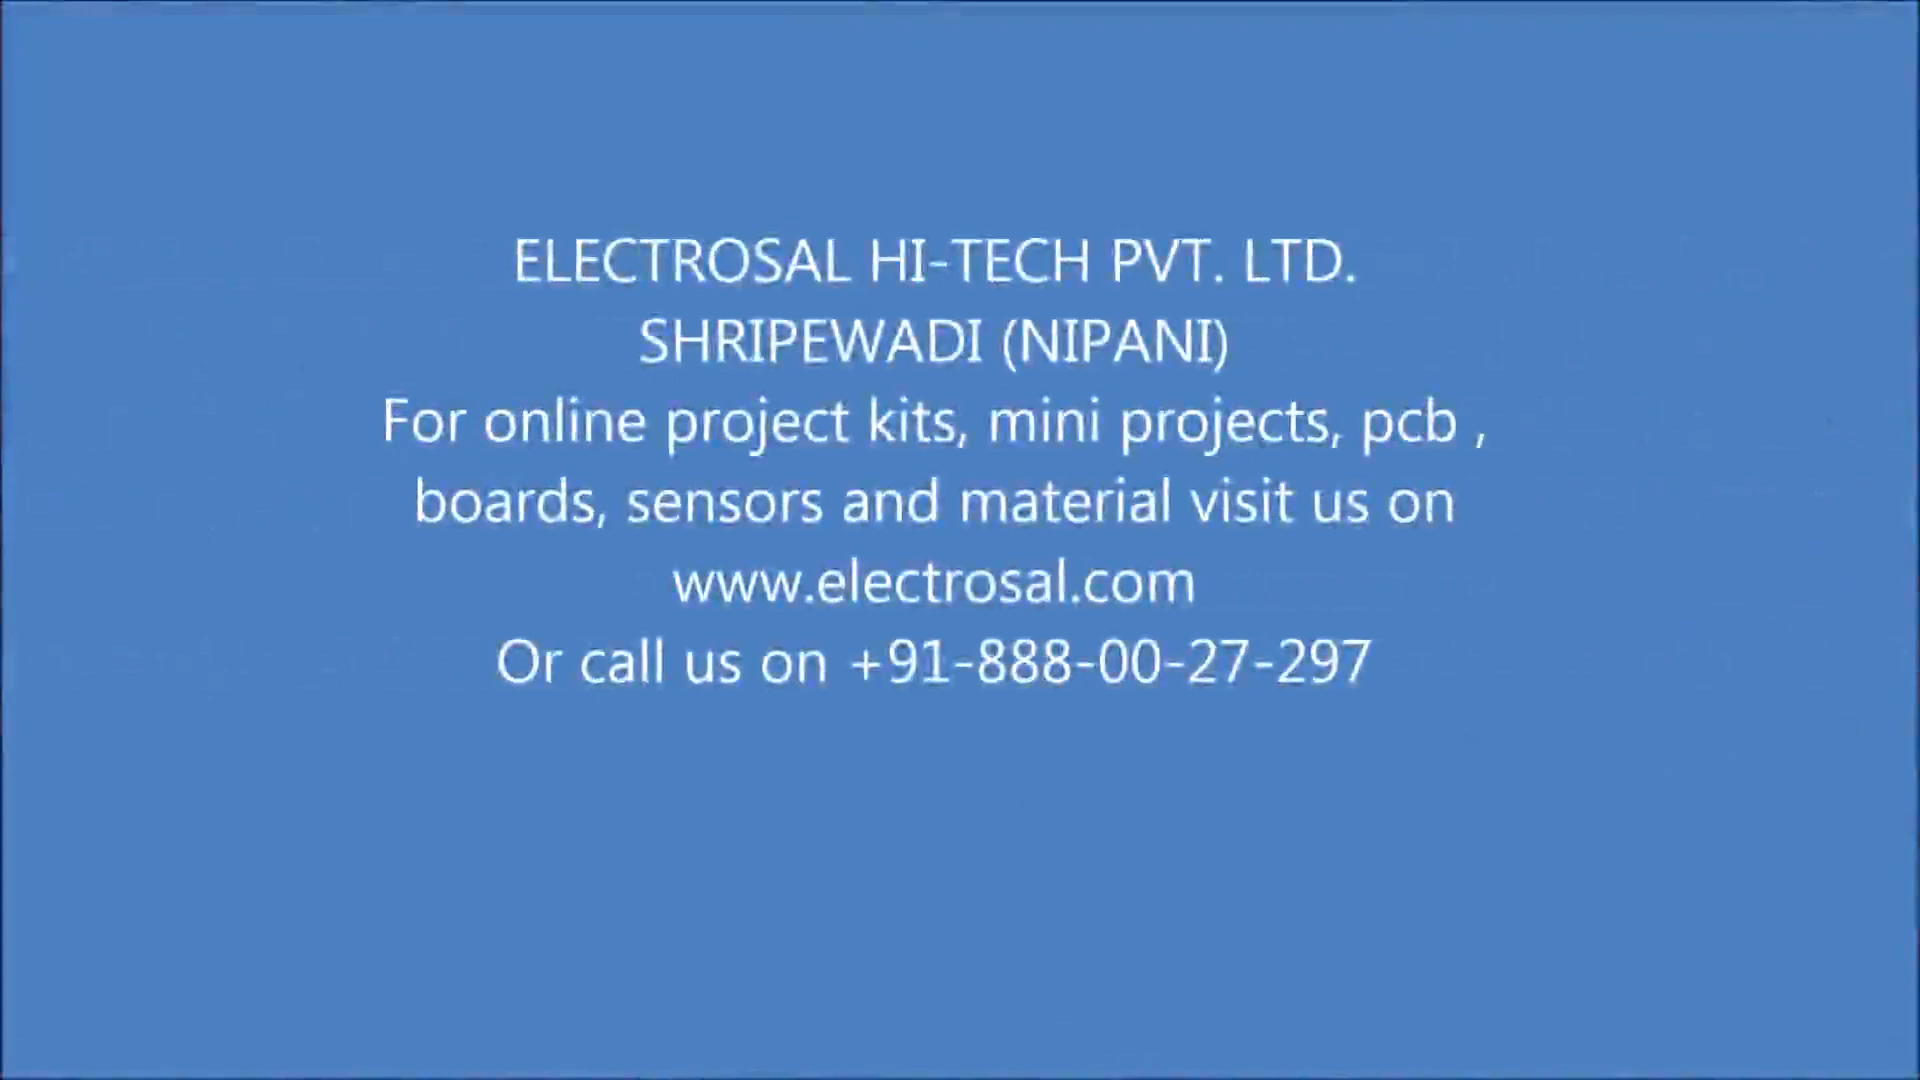 ELECTROSAL HI-TECH PVT. LTD.
SHRIPEWADI (NIPANI)
For online project kits, mini projects, pcb ,
boards, sensors and material visit us on
www.electrosal.com
Or call us on +91-888-00-27-297